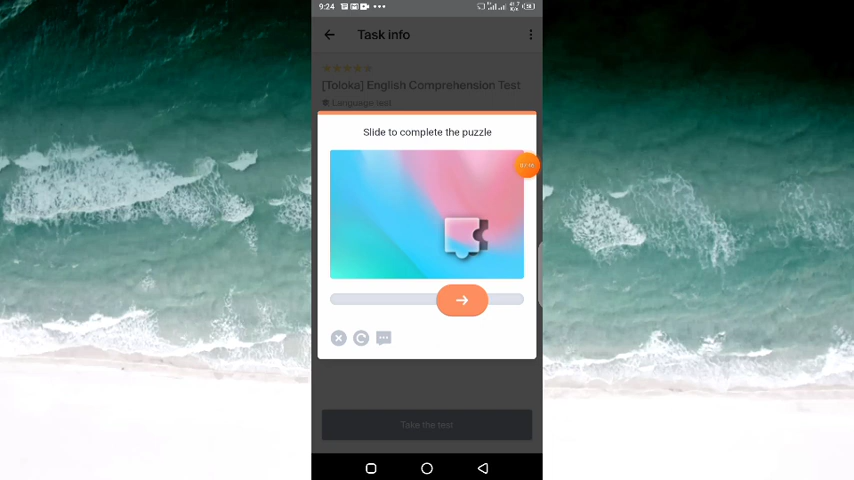 9:24
Task info
[Toloka] English Comprehension Test
Language test
Slide to complete the puzzle
Take the test